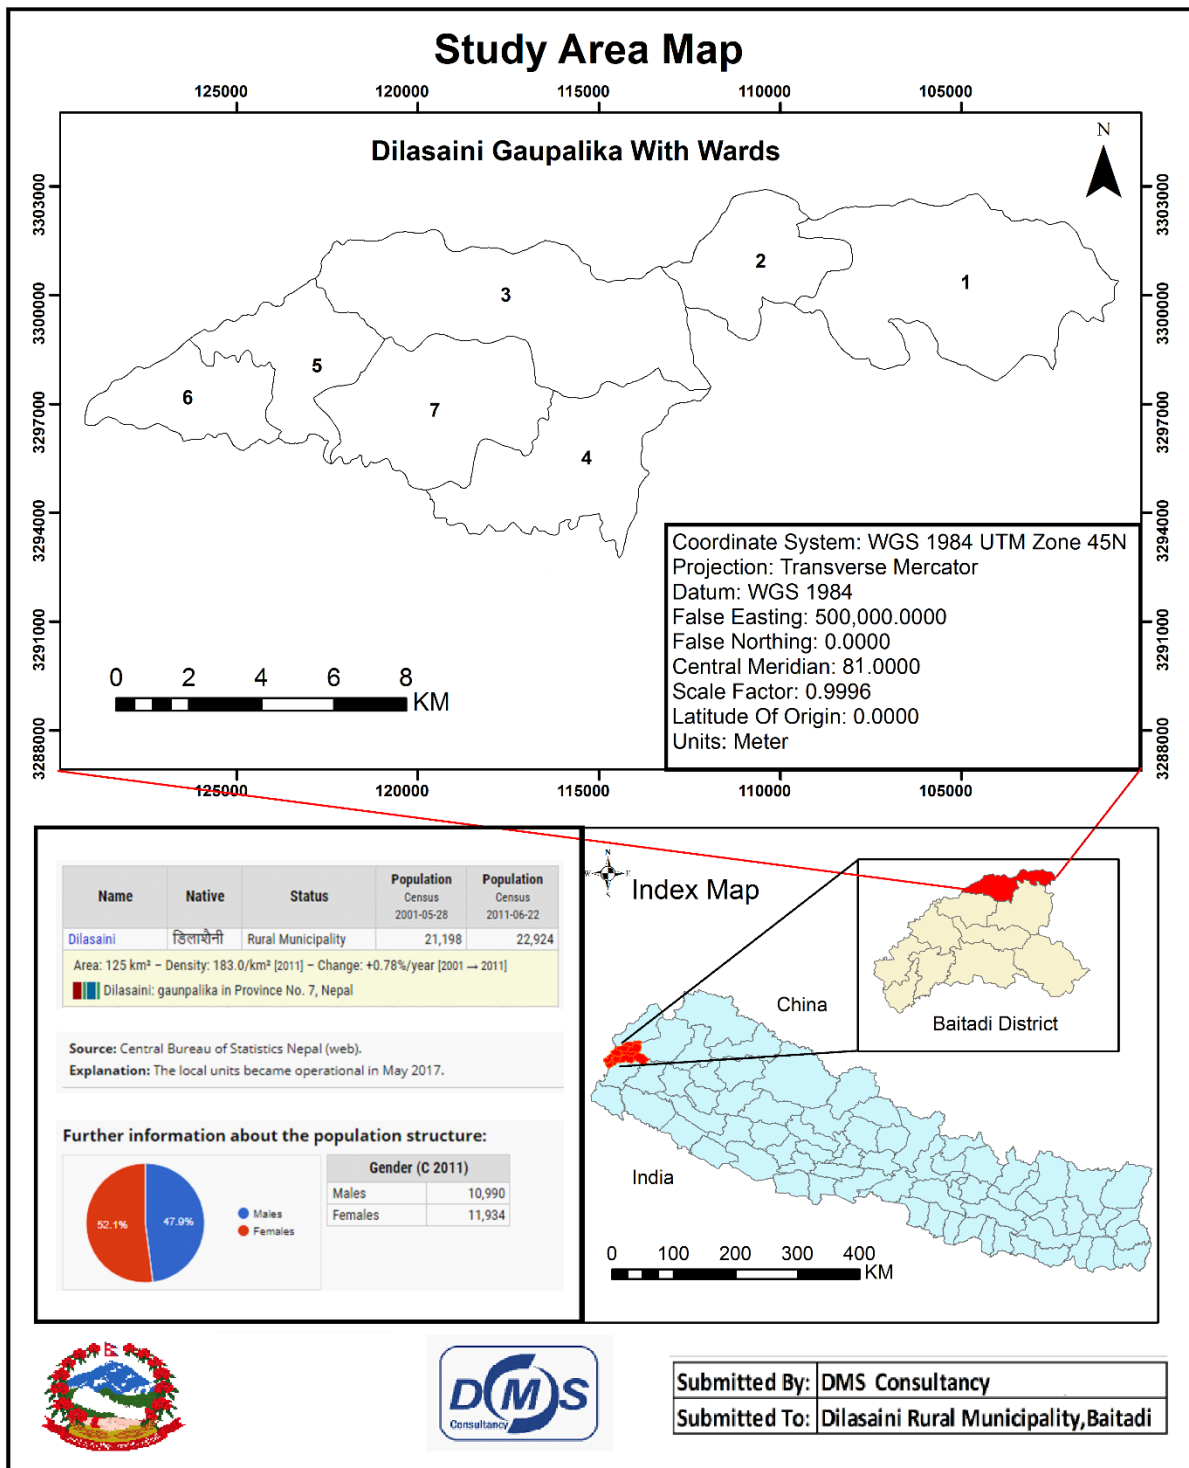 Study Area Map
125000 120000 115000 110000 105000
Dilasaini Gaupalika With Wards
N
3303000 3303000
3300000 3300000
3297000 3297000
3294000 3294000
3291000 3291000
3288000 3288000
2
1
3
5
6
7
4
Coordinate System: WGS 1984 UTM Zone 45N
Projection: Transverse Mercator
Datum: WGS 1984
False Easting: 500,000.0000
False Northing: 0.0000
Central Meridian: 81.0000
Scale Factor: 0.9996
Latitude Of Origin: 0.0000
Units: Meter
0 2 4 6 8
KM
125000 120000 115000 110000 105000
Name Native Status Population Census 2001-05-28 Population Census 2011-06-22
Dilasaini डिलाशैनी Rural Municipality 21,198 22,924
Area: 125 km² – Density: 183.0/km² [2011] – Change: +0.78%/year [2001 → 2011]
Dilasaini: gaunpalika in Province No. 7, Nepal
Source: Central Bureau of Statistics Nepal (web).
Explanation: The local units became operational in May 2017.
Further information about the population structure:
52.1% 47.9%
Males
Females
Gender (C 2011)
Males 10,990
Females 11,934
N
W E
S
Index Map
China
India
Baitadi District
0 100 200 300 400
KM
DMS
Consultancy
Submitted By: DMS Consultancy
Submitted To: Dilasaini Rural Municipality,Baitadi